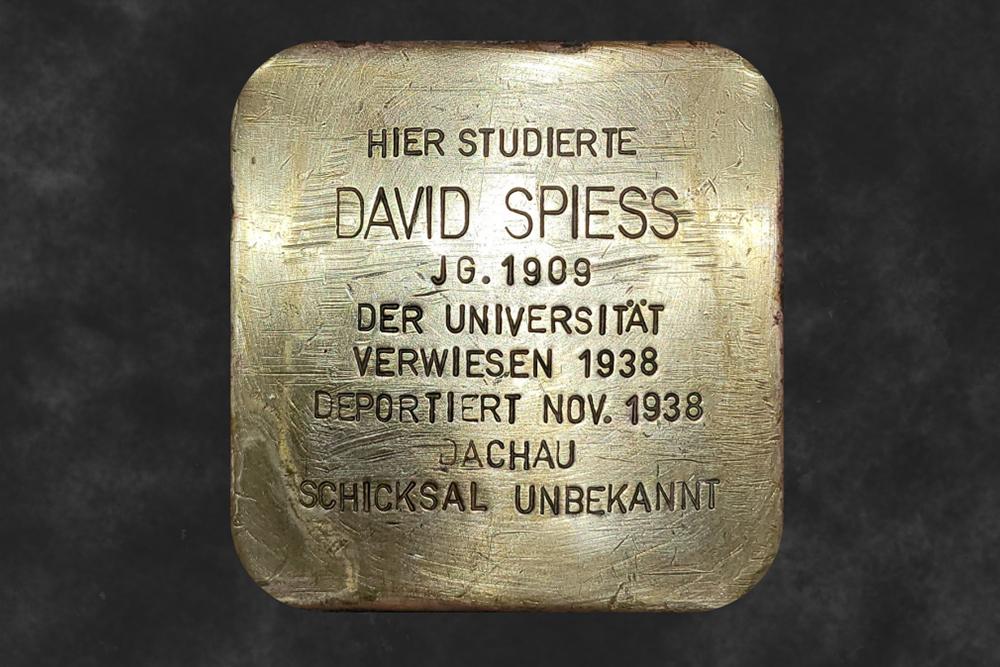 HIER STUDIERTE
DAVID SPIESS
JG. 1909
DER UNIVERSITÄT
VERWIESEN 1938
DEPORTIERT NOV. 1938
DACHAU
SCHICKSAL UNBEKANNT